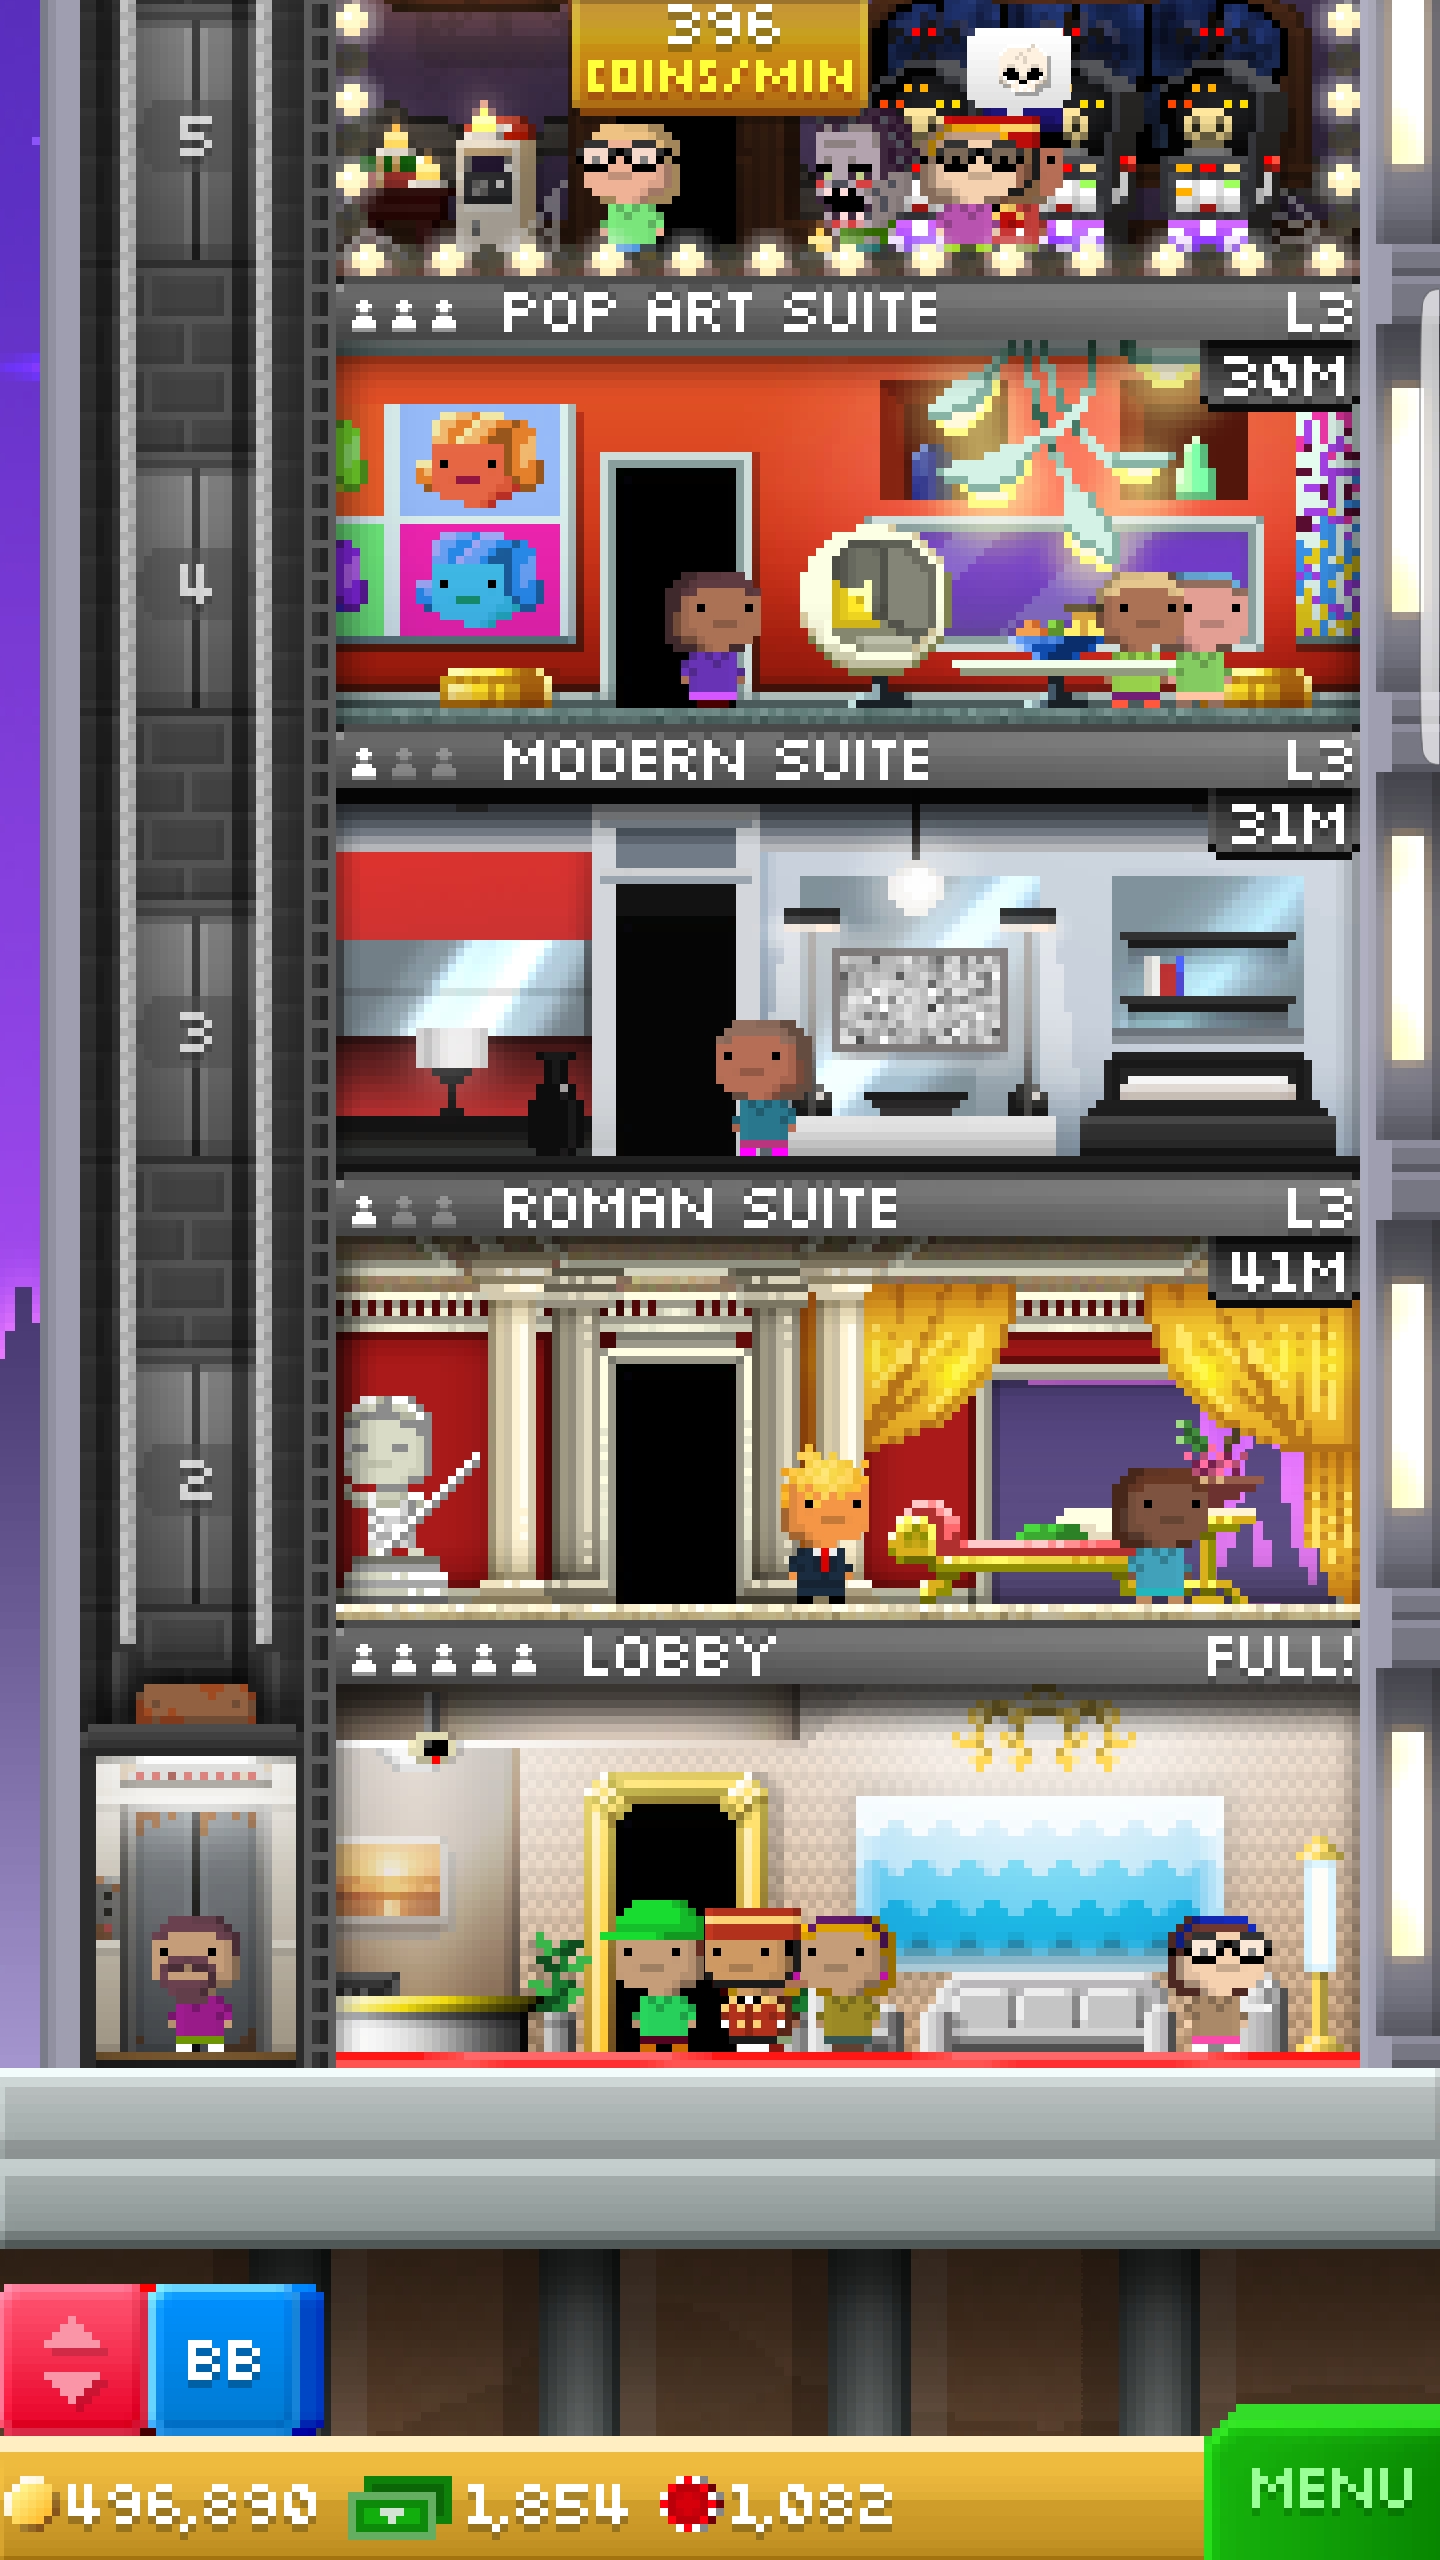 396
COINS/MIN
5
POP ART SUITE L3
30M
4
MODERN SUITE L3
31M
3
ROMAN SUITE L3
41M
2
LOBBY FULL!
BB
496,890 1,854 1,082
MENU